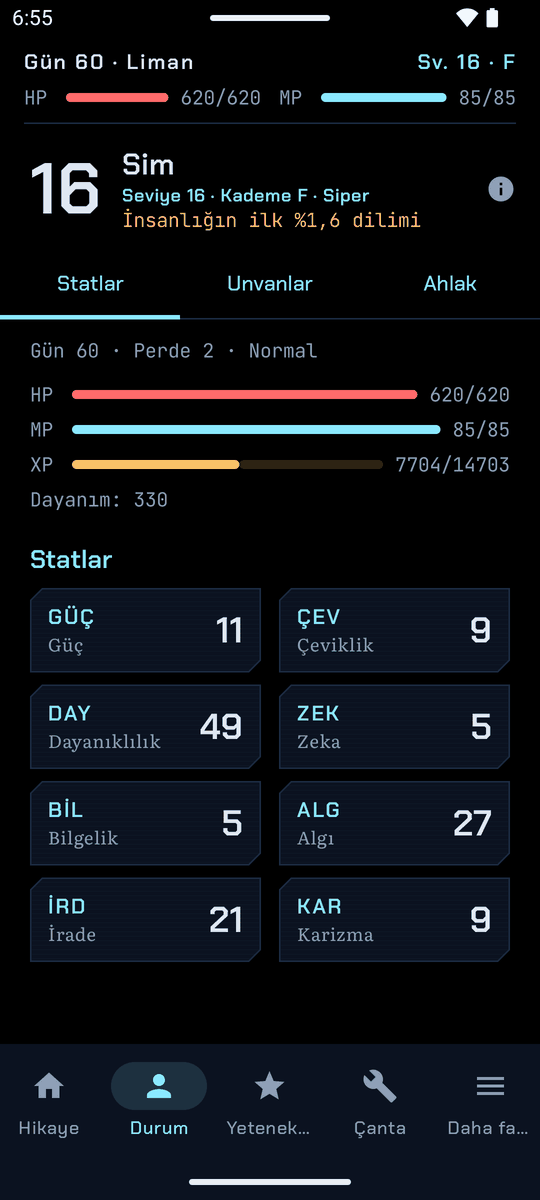 6:55
Gün 60 · Liman
Sv. 16 · F
HP 620/620 MP 85/85
16
Sim
Seviye 16 · Kademe F · Siper
İnsanlığın ilk %1,6 dilimi
Statlar Unvanlar Ahlak
Gün 60 · Perde 2 · Normal
HP 620/620
MP 85/85
XP 7704/14703
Dayanım: 330
Statlar
GÜÇ
Güç
11
ÇEV
Çeviklik
9
DAY
Dayanıklılık
49
ZEK
Zeka
5
BİL
Bilgelik
5
ALG
Algı
27
İRD
İrade
21
KAR
Karizma
9
Hikaye Durum Yetenek… Çanta Daha fa…